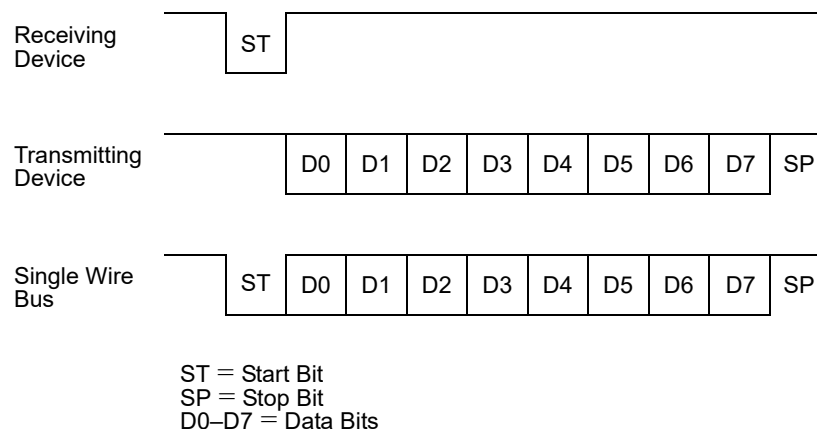 Receiving
Device
ST
Transmitting
Device
D0 D1 D2 D3 D4 D5 D6 D7 SP
Single Wire
Bus
ST D0 D1 D2 D3 D4 D5 D6 D7 SP
ST = Start Bit
SP = Stop Bit
D0–D7 = Data Bits